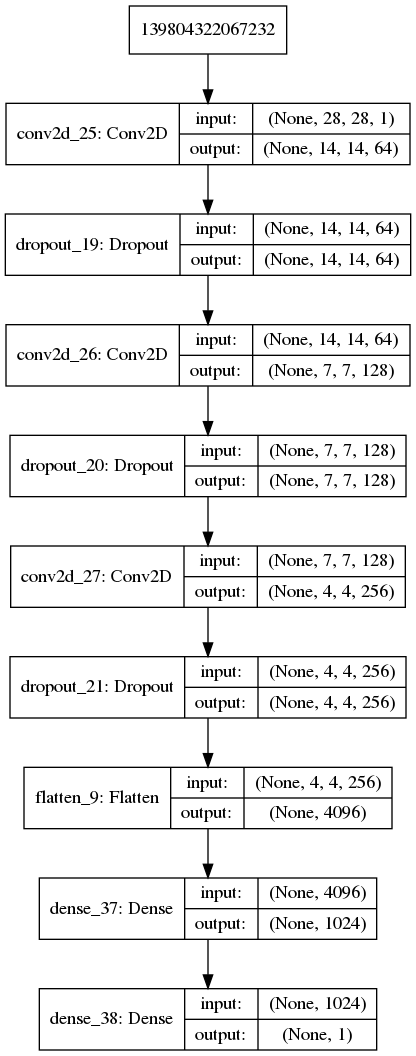 139804322067232
conv2d_25: Conv2D
input: (None, 28, 28, 1)
output: (None, 14, 14, 64)
dropout_19: Dropout
input: (None, 14, 14, 64)
output: (None, 14, 14, 64)
conv2d_26: Conv2D
input: (None, 14, 14, 64)
output: (None, 7, 7, 128)
dropout_20: Dropout
input: (None, 7, 7, 128)
output: (None, 7, 7, 128)
conv2d_27: Conv2D
input: (None, 7, 7, 128)
output: (None, 4, 4, 256)
dropout_21: Dropout
input: (None, 4, 4, 256)
output: (None, 4, 4, 256)
flatten_9: Flatten
input: (None, 4, 4, 256)
output: (None, 4096)
dense_37: Dense
input: (None, 4096)
output: (None, 1024)
dense_38: Dense
input: (None, 1024)
output: (None, 1)